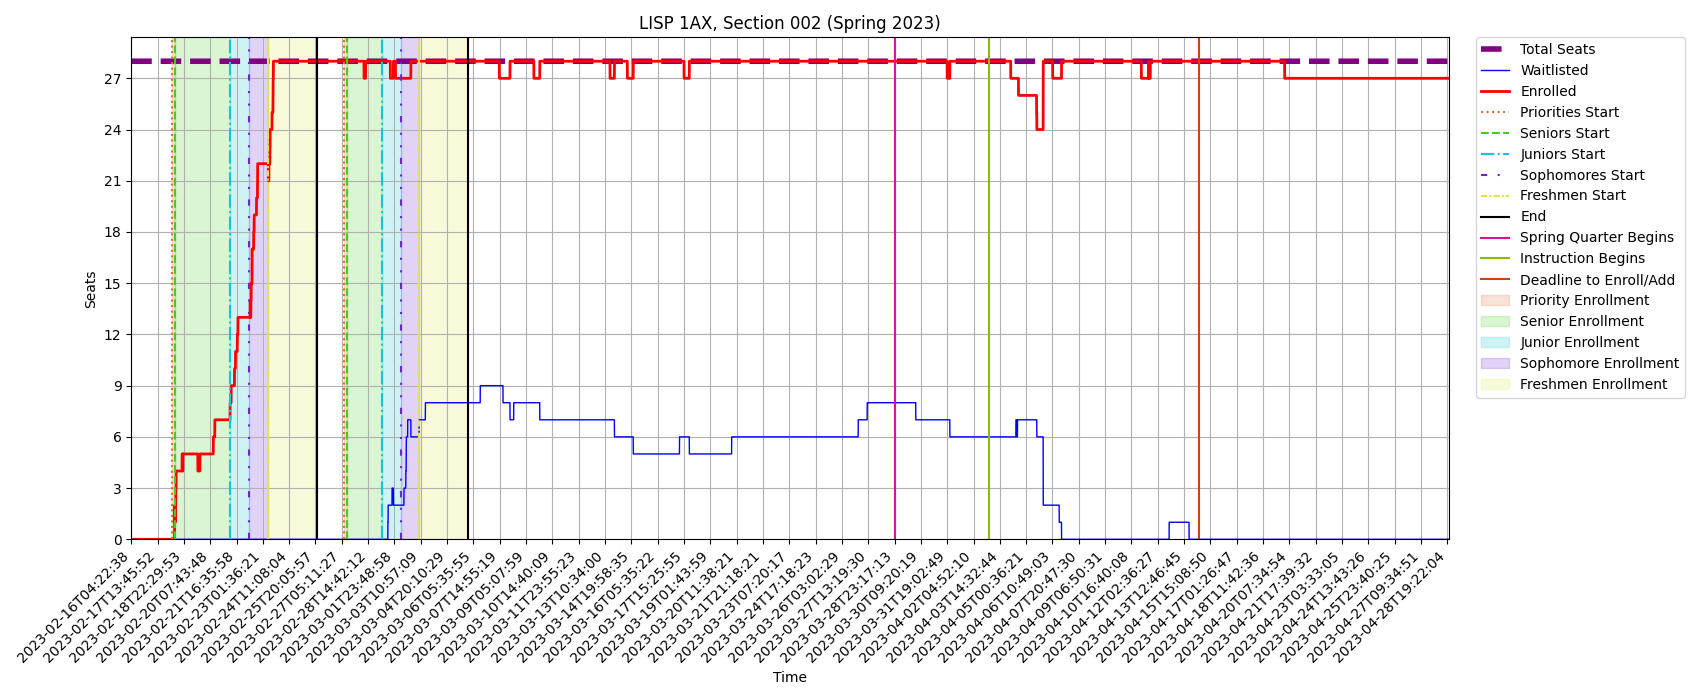 LISP 1AX, Section 002 (Spring 2023)
Seats
27
24
21
18
15
12
9
6
3
0
2023-02-16T04:22:38
2023-02-17T13:45:52
2023-02-18T22:29:53
2023-02-20T07:43:48
2023-02-21T16:35:58
2023-02-23T01:36:21
2023-02-24T11:08:04
2023-02-25T20:05:57
2023-02-27T05:11:27
2023-02-28T14:42:12
2023-03-01T23:48:58
2023-03-03T10:57:09
2023-03-04T20:10:29
2023-03-06T05:35:55
2023-03-07T14:55:19
2023-03-09T05:07:59
2023-03-10T14:40:09
2023-03-11T23:55:23
2023-03-13T10:34:00
2023-03-14T19:58:35
2023-03-16T05:35:22
2023-03-17T15:25:55
2023-03-19T01:43:59
2023-03-20T11:38:21
2023-03-21T21:18:21
2023-03-23T07:20:17
2023-03-24T17:18:23
2023-03-26T03:02:29
2023-03-27T13:19:30
2023-03-28T23:17:13
2023-03-30T09:20:19
2023-03-31T19:02:49
2023-04-02T04:52:10
2023-04-03T14:32:44
2023-04-05T00:36:21
2023-04-06T10:49:03
2023-04-07T20:47:30
2023-04-09T06:50:31
2023-04-10T16:40:08
2023-04-12T02:36:27
2023-04-13T12:46:45
2023-04-15T15:08:50
2023-04-17T01:26:47
2023-04-18T11:42:36
2023-04-20T07:34:54
2023-04-21T17:39:32
2023-04-23T03:33:05
2023-04-24T13:43:26
2023-04-25T23:40:25
2023-04-27T09:34:51
2023-04-28T19:22:04
Time
Total Seats
Waitlisted
Enrolled
Priorities Start
Seniors Start
Juniors Start
Sophomores Start
Freshmen Start
End
Spring Quarter Begins
Instruction Begins
Deadline to Enroll/Add
Priority Enrollment
Senior Enrollment
Junior Enrollment
Sophomore Enrollment
Freshmen Enrollment